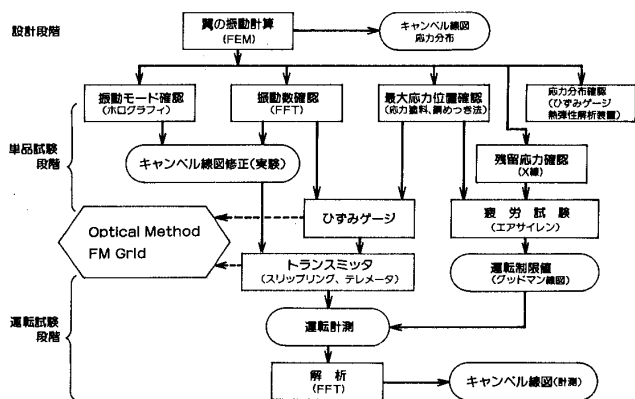 設計段階
翼の振動計算
(FEM)
キャンベル線図
応力分布
振動モード確認
(ホログラフィ)
振動数確認
(FFT)
最大応力位置確認
(応力塗料、銅めっき法)
応力分布確認
(ひずみゲージ
熱弾性解析装置)
単品試験
段階
キャンベル線図修正(実験)
残留応力確認
(X線)
Optical Method
FM Grid
ひずみゲージ
疲労試験
(エアサイレン)
トランスミッタ
(スリップリング、テレメータ)
運転制限値
(グッドマン線図)
運転試験
段階
運転計測
解析
(FFT)
キャンベル線図(計測)